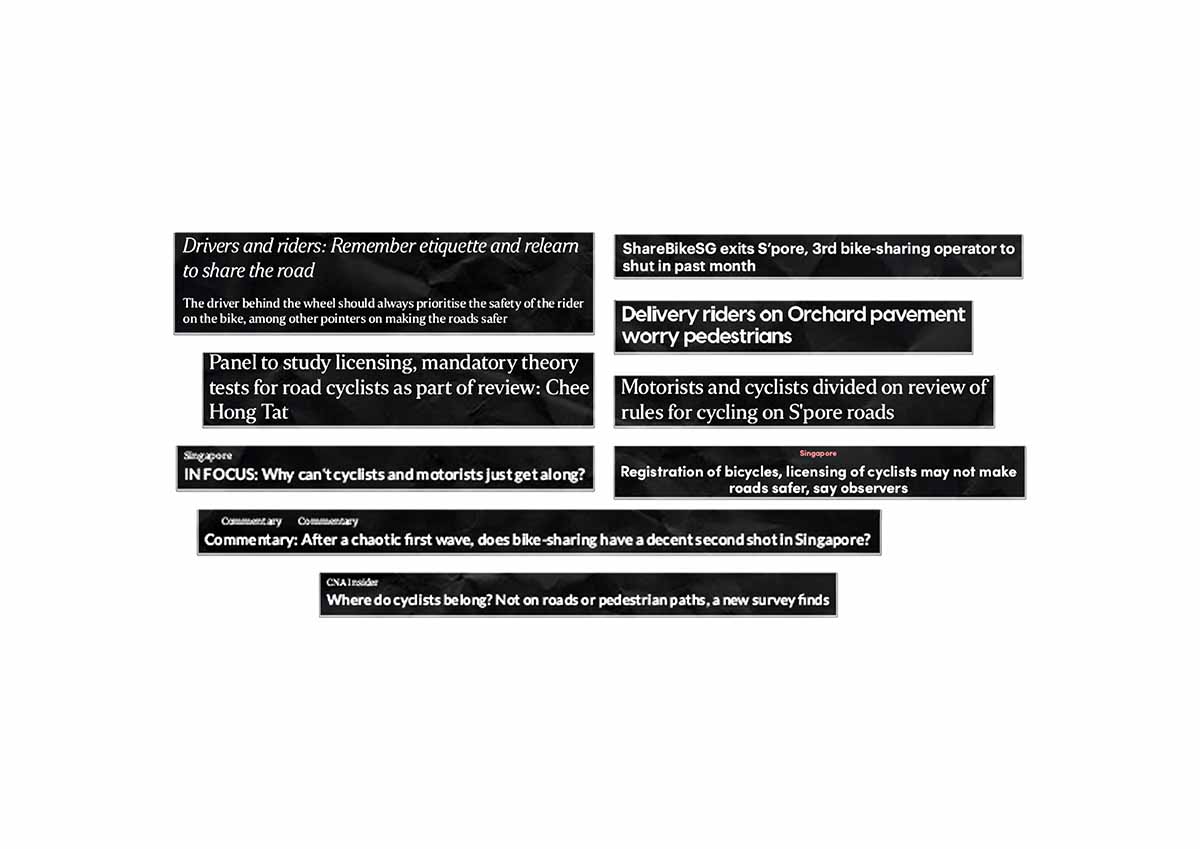 Drivers and riders: Remember etiquette and relearn
to share the road
The driver behind the wheel should always prioritise the safety of the rider
on the bike, among other pointers on making the roads safer
Panel to study licensing, mandatory theory
tests for road cyclists as part of review: Chee
Hong Tat
Singapore
IN FOCUS: Why can't cyclists and motorists just get along?
ShareBikeSG exits S'pore, 3rd bike-sharing operator to
shut in past month
Delivery riders on Orchard pavement
worry pedestrians
Motorists and cyclists divided on review of
rules for cycling on S'pore roads
Singapore
Registration of bicycles, licensing of cyclists may not make
roads safer, say observers
Commentary Commentary
Commentary: After a chaotic first wave, does bike-sharing have a decent second shot in Singapore?
CNA Insider
Where do cyclists belong? Not on roads or pedestrian paths, a new survey finds